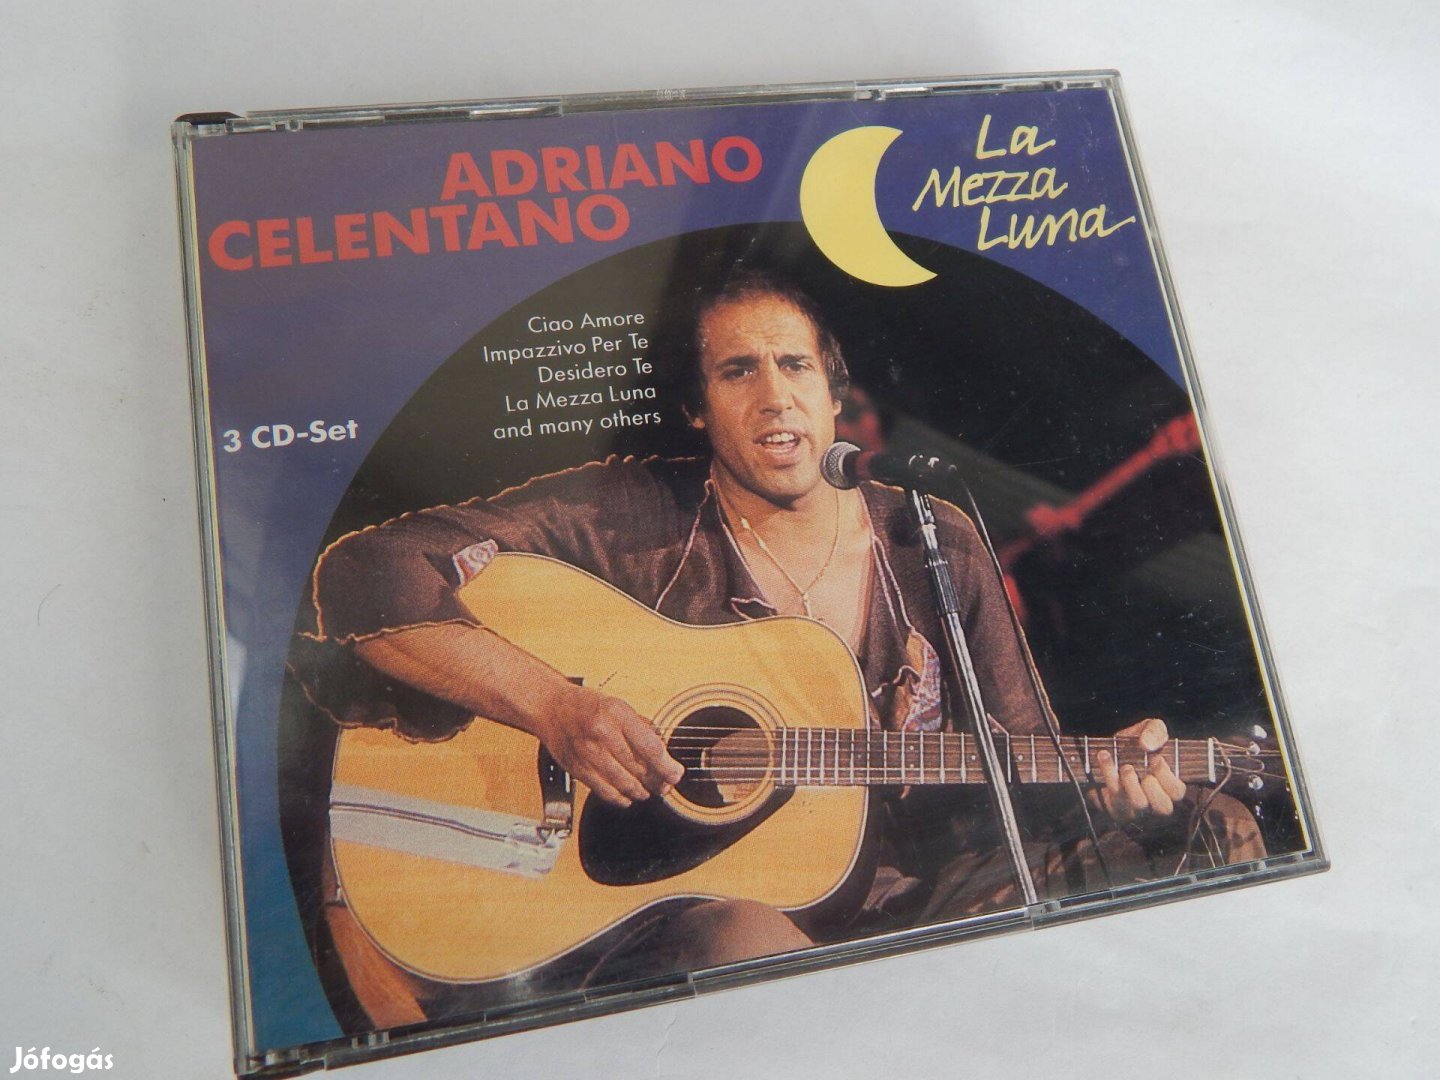 ADRIANO
CELENTANO
La
Mezza
Luna
Ciao Amore
Impazzivo Per Te
Desidero Te
La Mezza Luna
and many others
3 CD-Set
Jófogás